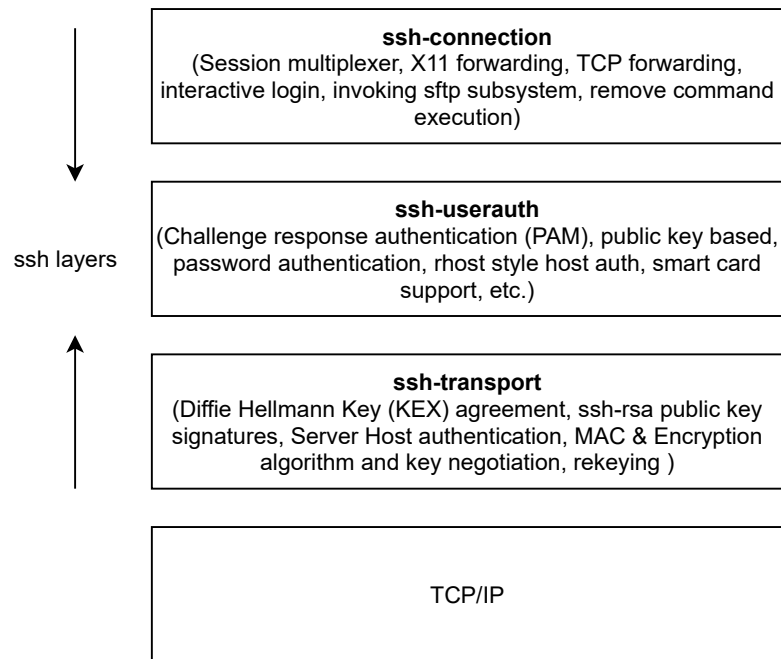 ssh-connection
(Session multiplexer, X11 forwarding, TCP forwarding,
interactive login, invoking sftp subsystem, remove command
execution)
ssh-userauth
(Challenge response authentication (PAM), public key based,
password authentication, rhost style host auth, smart card
support, etc.)
ssh layers
ssh-transport
(Diffie Hellmann Key (KEX) agreement, ssh-rsa public key
signatures, Server Host authentication, MAC & Encryption
algorithm and key negotiation, rekeying )
TCP/IP